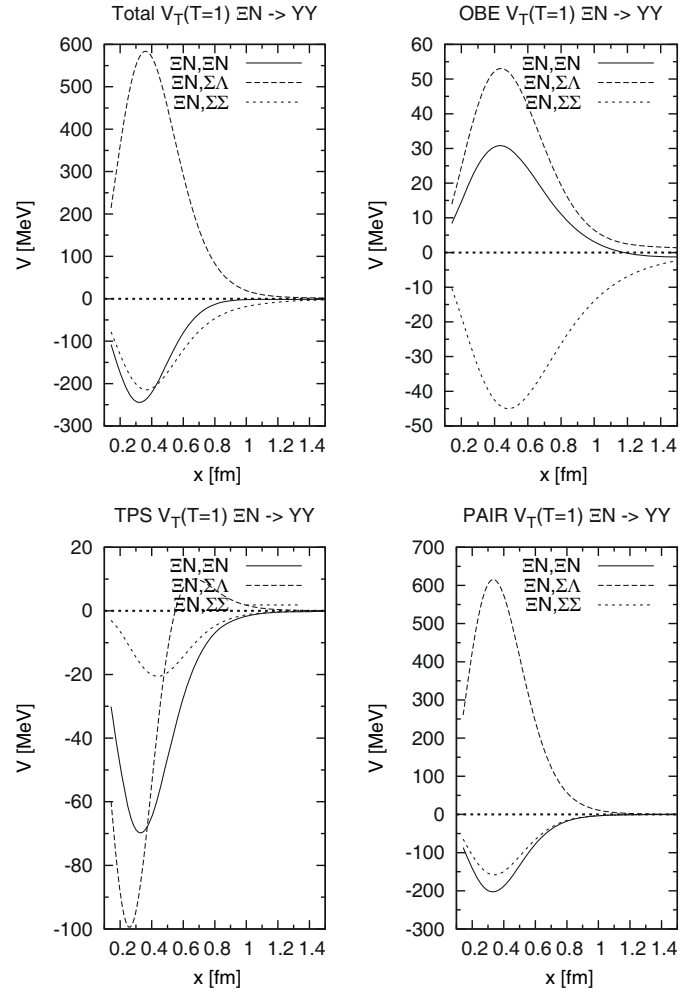 Total V_T(T=1) ΞN -> YY
600
500
400
300
200
100
0
-100
-200
-300
V [MeV]
ΞN,ΞN
ΞN,ΣΛ
ΞN,ΣΣ
0.2 0.4 0.6 0.8 1 1.2 1.4
x [fm]
OBE V_T(T=1) ΞN -> YY
60
50
40
30
20
10
0
-10
-20
-30
-40
50
V [MeV]
ΞN,ΞN
ΞN,ΣΛ
ΞN,ΣΣ
0.2 0.4 0.6 0.8 1 1.2 1.4
x [fm]
TPS V_T(T=1) ΞN -> YY
20
0
-20
-40
-60
-80
-100
V [MeV]
ΞN,ΞN
ΞN,ΣΛ
ΞN,ΣΣ
0.2 0.4 0.6 0.8 1 1.2 1.4
x [fm]
PAIR V_T(T=1) ΞN -> YY
700
600
500
400
300
200
100
0
-100
-200
-300
V [MeV]
ΞN,ΞN
ΞN,ΣΛ
ΞN,ΣΣ
0.2 0.4 0.6 0.8 1 1.2 1.4
x [fm]